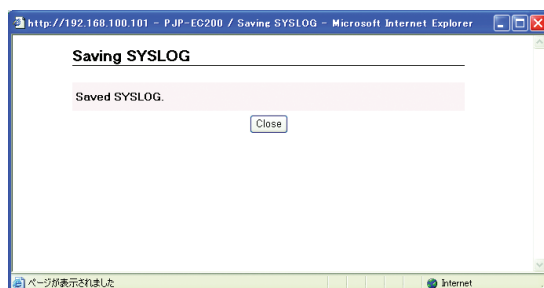 http://192.168.100.101 - PJP-EC200 / Saving SYSLOG - Microsoft Internet Explorer
Saving SYSLOG
Saved SYSLOG.
Close
ページが表示されました
Internet